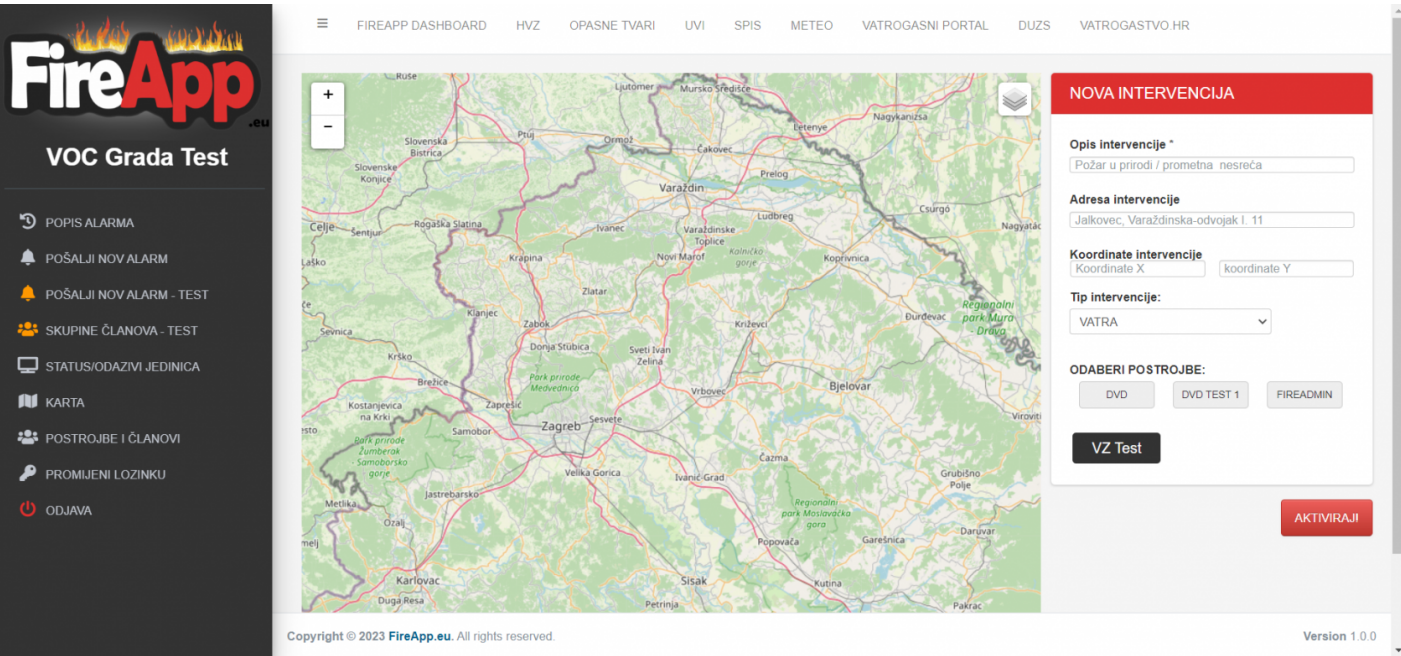 FireApp
.eu
VOC Grada Test
POPIS ALARMA
POŠALJI NOV ALARM
POŠALJI NOV ALARM - TEST
SKUPINE ČLANOVA - TEST
STATUS/ODAZIVI JEDINICA
KARTA
POSTROJBE I ČLANOVI
PROMIJENI LOZINKU
ODJAVA
FIREAPP DASHBOARD HVZ OPASNE TVARI UVI SPIS METEO VATROGASNI PORTAL DUZS VATROGASTVO.HR
+
−
Ruše
Ljutomer
Mursko Središće
Letenye
Nagykanizsa
Slovenska
Bistrica
Ptuj
Ormož
Čakovec
Slovenske
Konjice
Prelog
Varaždin
Ludbreg
Csurgó
Nagyatád
Celje
Šentjur
Rogaška Slatina
Ivanec
Varaždinske
Toplice
Laško
Krapina
Novi Marof
Kalničko
gorje
Koprivnica
Zlatar
Regionalni
park Mura
- Drava
Klanjec
Zabok
Križevci
Đurđevac
Sevnica
Donja Stubica
Sveti Ivan
Zelina
Krško
Brežice
Park prirode
Medvednica
Vrbovec
Bjelovar
Kostanjevica
na Krki
Zaprešić
Sesvete
Zagreb
Samobor
Virovit
Park prirode
Žumberak
- Samoborsko
gorje
Velika Gorica
Ivanić-Grad
Čazma
Grubišno
Polje
Metlika
Jastrebarsko
Ozalj
Regionalni
park Moslavačka
gora
Popovača
Garešnica
Daruvar
Karlovac
Duga Resa
Sisak
Kutina
Petrinja
Pakrac
NOVA INTERVENCIJA
Opis intervencije *
Požar u prirodi / prometna nesreća
Adresa intervencije
Jalkovec, Varaždinska-odvojak I. 11
Koordinate intervencije
Koordinate X koordinate Y
Tip intervencije:
VATRA
ODABERI POSTROJBE:
DVD DVD TEST 1 FIREADMIN
VZ Test
AKTIVIRAJ!
Copyright © 2023 FireApp.eu. All rights reserved.
Version 1.0.0